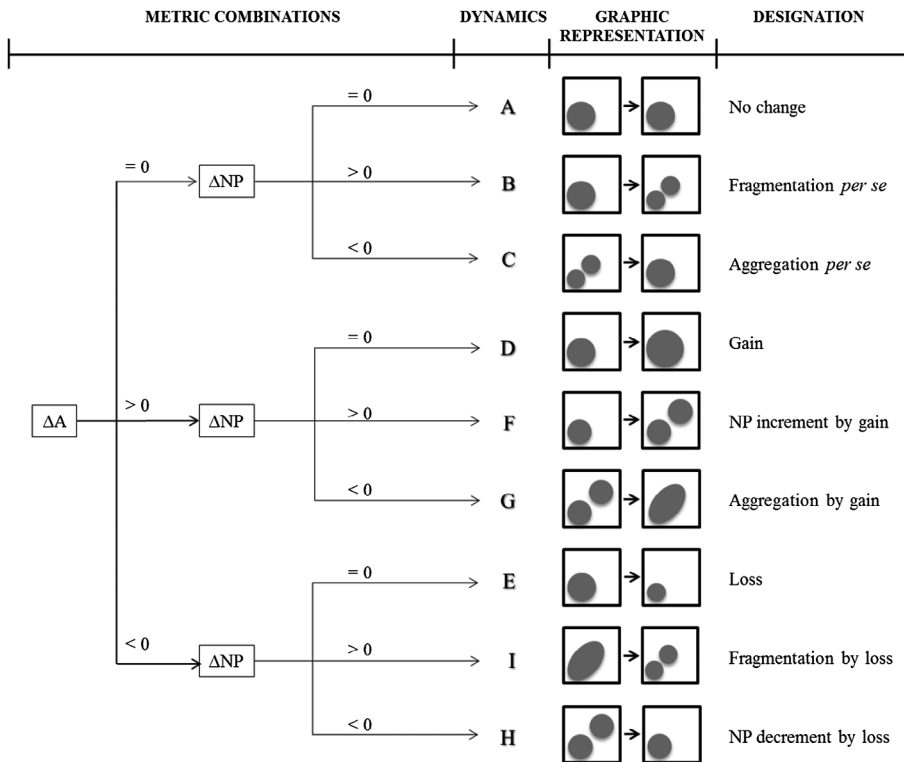 METRIC COMBINATIONS DYNAMICS GRAPHIC REPRESENTATION DESIGNATION
= 0 A No change
= 0 ΔNP > 0 B Fragmentation per se
< 0 C Aggregation per se
= 0 D Gain
ΔA > 0 ΔNP > 0 F NP increment by gain
< 0 G Aggregation by gain
= 0 E Loss
< 0 ΔNP > 0 I Fragmentation by loss
< 0 H NP decrement by loss